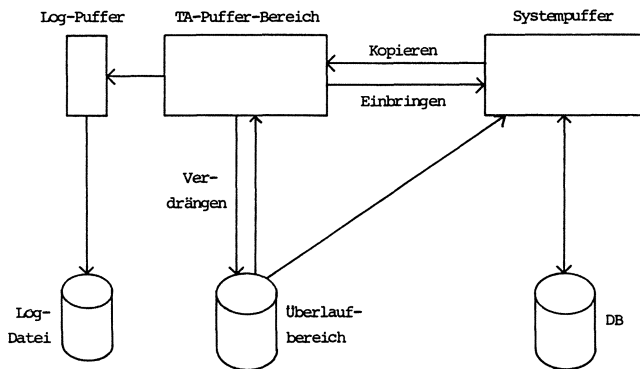 Log-Puffer
TA-Puffer-Bereich
Systempuffer
Kopieren
Einbringen
Ver-
drängen
Log-
Datei
Überlauf-
bereich
DB